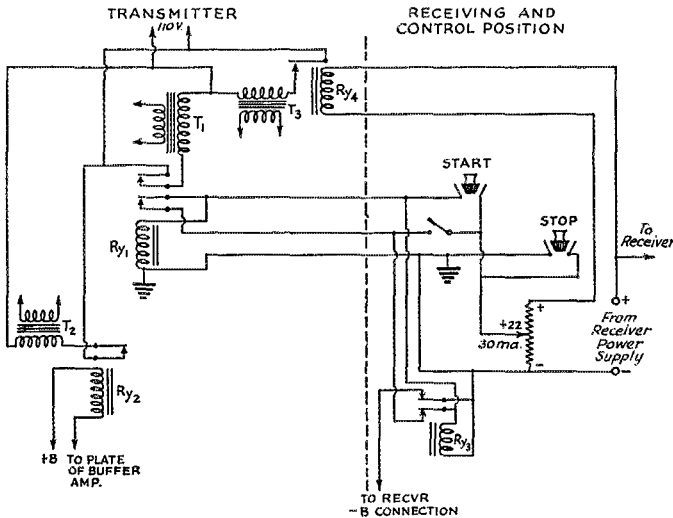 TRANSMITTER
110V.
RECEIVING AND
CONTROL POSITION
T1
T3
Ry4
START
STOP
To
Receiver
Ry1
T2
+22
30ma.
+
-
+
From
Receiver
Power
Supply
-
Ry2
Ry3
+B
TO PLATE
OF BUFFER
AMP.
TO RECVR
-B CONNECTION